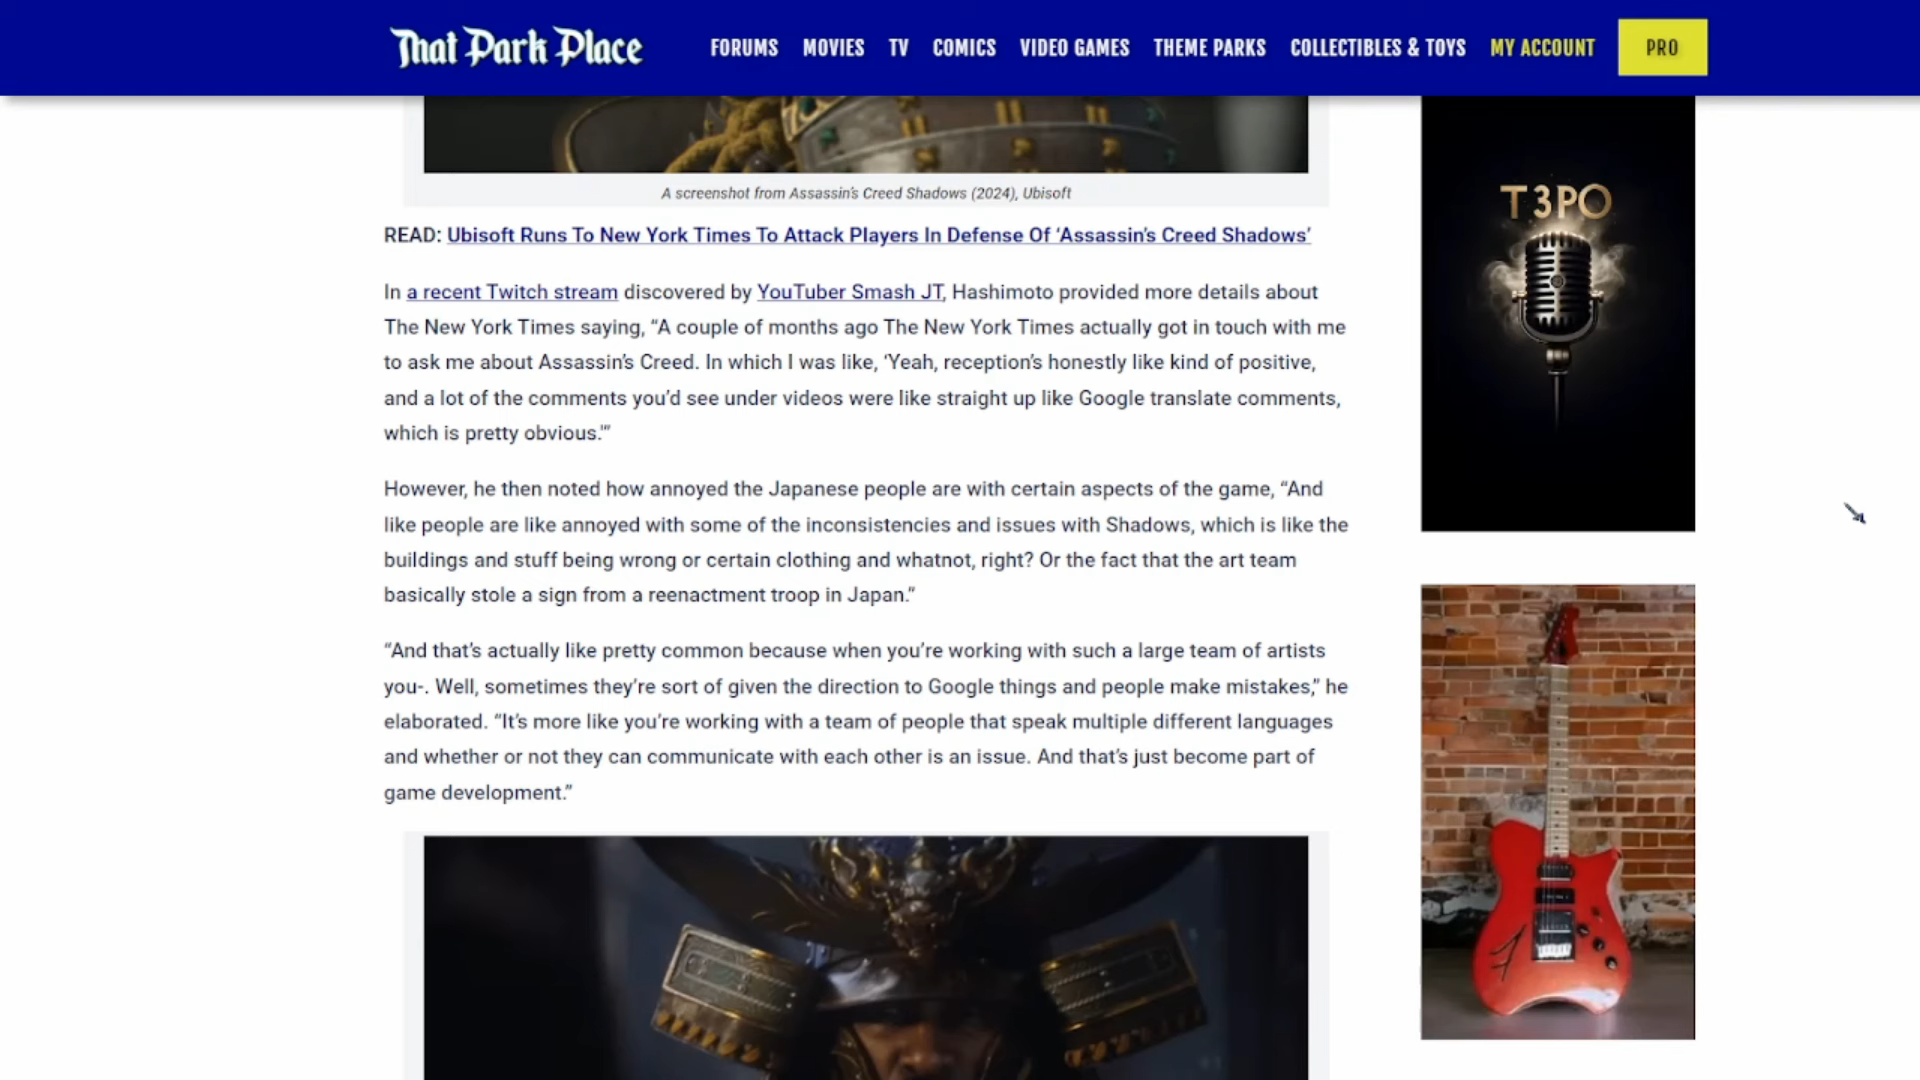 That Park Place
FORUMS MOVIES TV COMICS VIDEO GAMES THEME PARKS COLLECTIBLES & TOYS MY ACCOUNT PRO
A screenshot from Assassin's Creed Shadows (2024), Ubisoft
READ: Ubisoft Runs To New York Times To Attack Players In Defense Of ‘Assassin's Creed Shadows’
In a recent Twitch stream discovered by YouTuber Smash JT, Hashimoto provided more details about
The New York Times saying, “A couple of months ago The New York Times actually got in touch with me
to ask me about Assassin's Creed. In which I was like, ‘Yeah, reception's honestly like kind of positive,
and a lot of the comments you'd see under videos were like straight up like Google translate comments,
which is pretty obvious.'”
However, he then noted how annoyed the Japanese people are with certain aspects of the game, “And
like people are like annoyed with some of the inconsistencies and issues with Shadows, which is like the
buildings and stuff being wrong or certain clothing and whatnot, right? Or the fact that the art team
basically stole a sign from a reenactment troop in Japan.”
“And that's actually like pretty common because when you're working with such a large team of artists
you-. Well, sometimes they're sort of given the direction to Google things and people make mistakes,” he
elaborated. “It's more like you're working with a team of people that speak multiple different languages
and whether or not they can communicate with each other is an issue. And that's just become part of
game development.”
T3PO